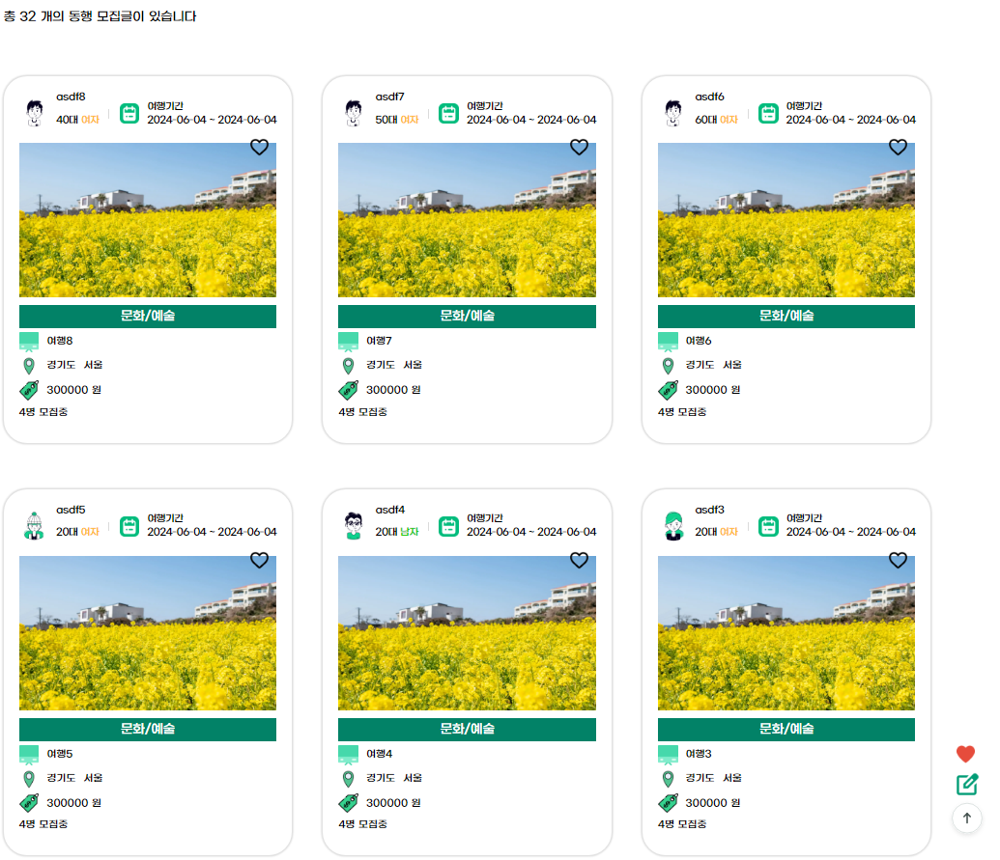 총 32 개의 동행 모집글이 있습니다
asdf8
40대 여자
여행기간
2024-06-04 ~ 2024-06-04
문화/예술
여행8
경기도 서울
300000 원
4명 모집중
asdf7
50대 여자
여행기간
2024-06-04 ~ 2024-06-04
문화/예술
여행7
경기도 서울
300000 원
4명 모집중
asdf6
60대 여자
여행기간
2024-06-04 ~ 2024-06-04
문화/예술
여행6
경기도 서울
300000 원
4명 모집중
asdf5
20대 여자
여행기간
2024-06-04 ~ 2024-06-04
문화/예술
여행5
경기도 서울
300000 원
4명 모집중
asdf4
20대 남자
여행기간
2024-06-04 ~ 2024-06-04
문화/예술
여행4
경기도 서울
300000 원
4명 모집중
asdf3
20대 여자
여행기간
2024-06-04 ~ 2024-06-04
문화/예술
여행3
경기도 서울
300000 원
4명 모집중